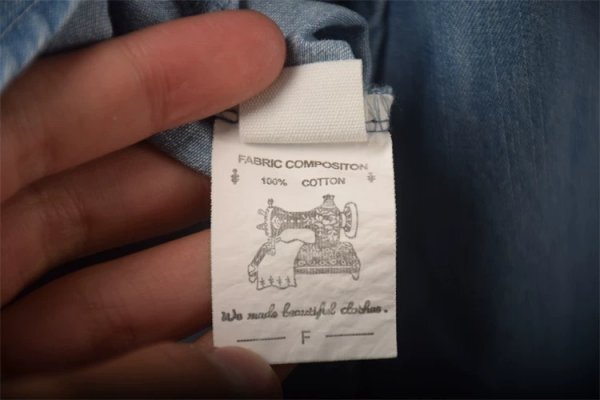 FABRIC COMPOSITON
100% COTTON
We made beautiful clothes.
F